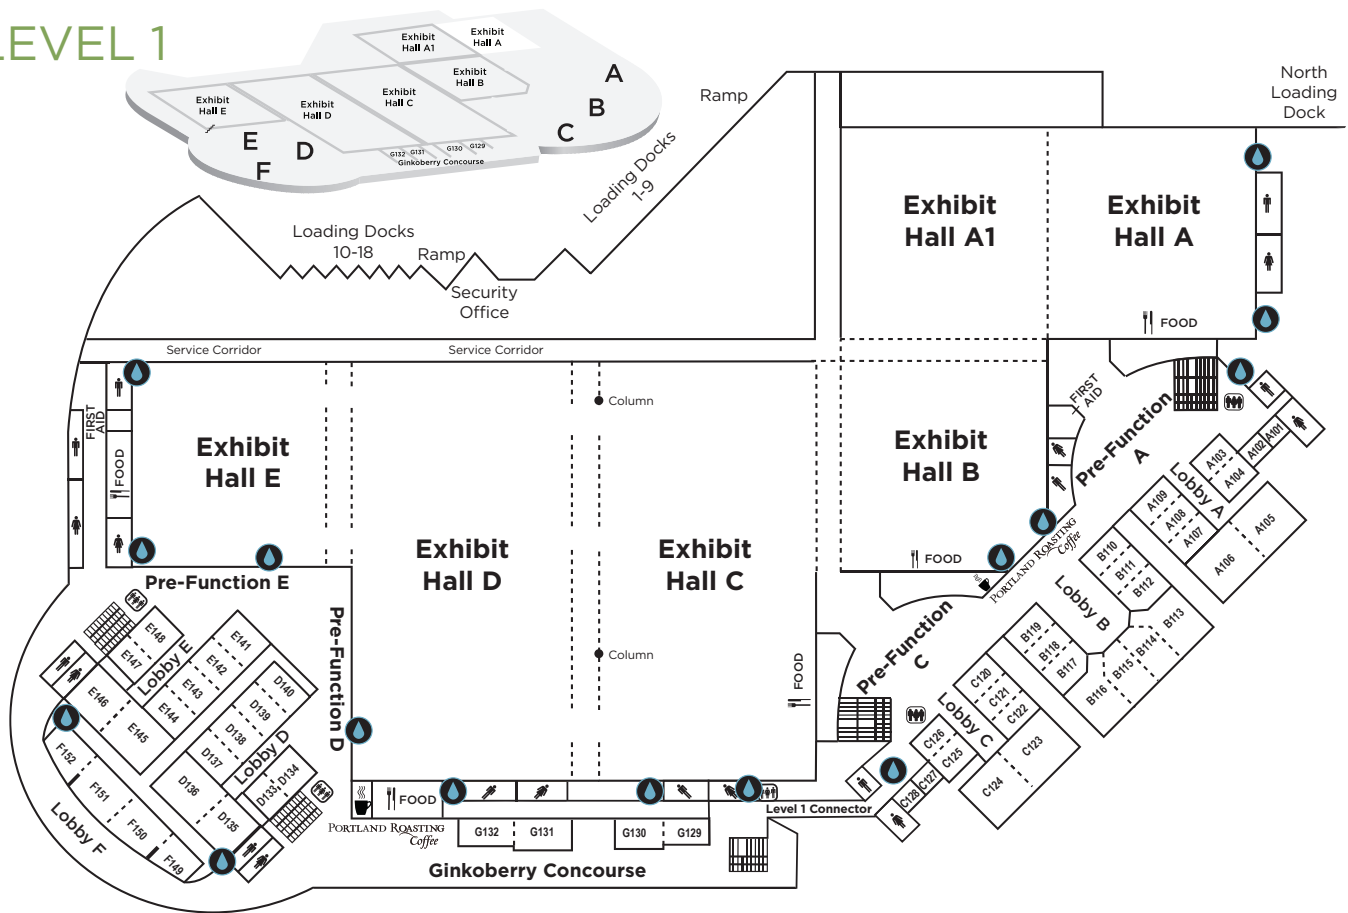 LEVEL 1
Exhibit
Hall A1
Exhibit
Hall A
Exhibit
Hall B
Exhibit
Hall C
Exhibit
Hall D
Exhibit
Hall E
A
B
C
D
E
F
G132
G131
G130
G129
Ginkoberry Concourse
Ramp
North
Loading
Dock
Loading Docks
1-9
Loading Docks
10-18
Ramp
Security
Office
Exhibit
Hall A1
Exhibit
Hall A
FOOD
Service Corridor
Service Corridor
FIRST
AID
FOOD
Exhibit
Hall E
Column
Exhibit
Hall B
FIRST
AID
Pre-Function
A
FOOD
PORTLAND ROASTING
Coffee
Exhibit
Hall D
Exhibit
Hall C
Column
FOOD
Pre-Function E
Pre-Function D
Pre-Function
C
A101
A102
A103
A104
Lobby A
A105
A106
A107
A108
A109
B110
B111
B112
Lobby B
B113
B114
B115
B116
B117
B118
B119
C120
C121
C122
Lobby C
C123
C124
C125
C126
C127
C128
E148
E147
Lobby E
E141
E142
E143
E144
E146
E145
D140
D139
D138
D137
Lobby D
D134
D133
D136
D135
F152
F151
F150
F149
Lobby F
FOOD
PORTLAND ROASTING
Coffee
Level 1 Connector
G132
G131
G130
G129
Ginkoberry Concourse